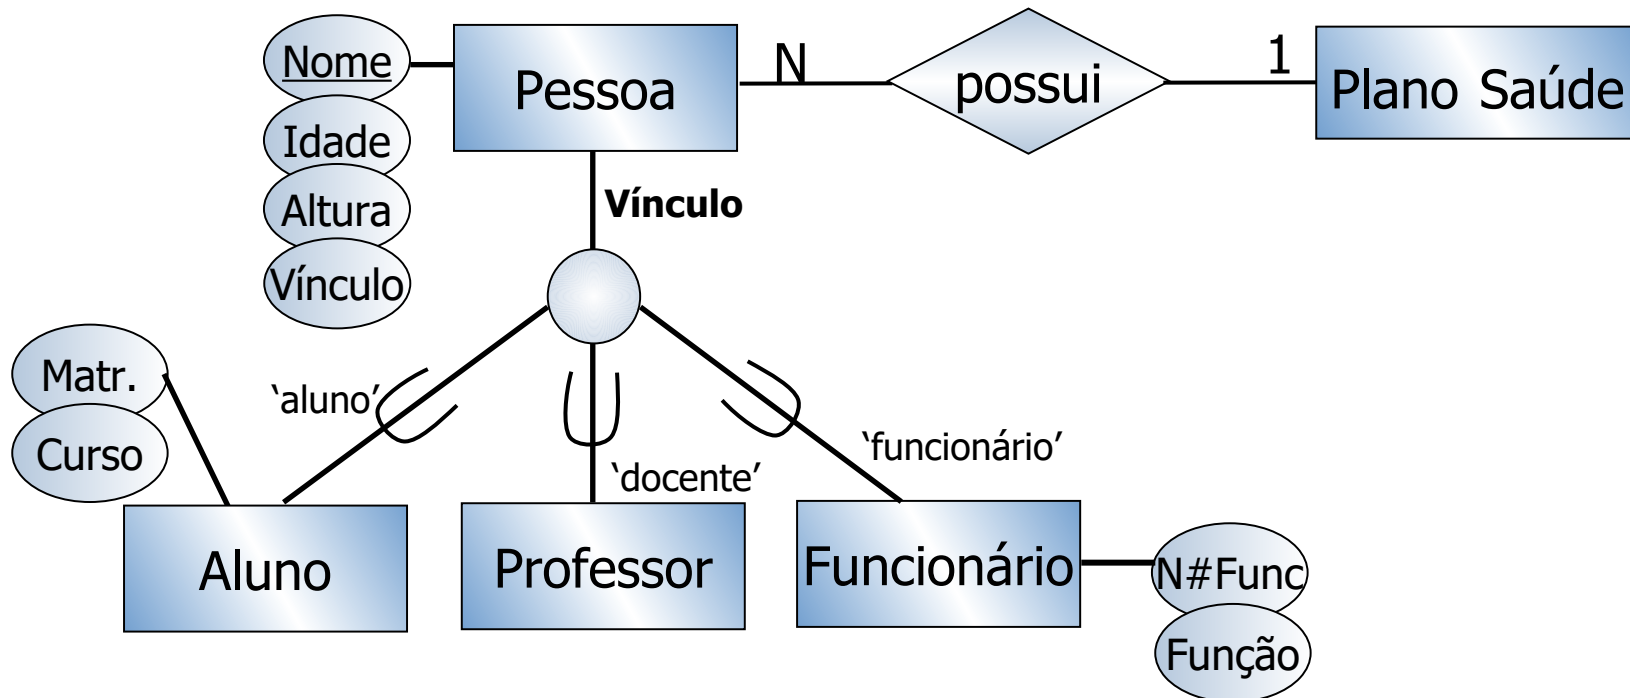 Nome
Pessoa
N
possui
1
Plano Saúde
Idade
Altura
Vínculo
Vínculo
Matr.
Curso
‘aluno’
‘docente’
‘funcionário’
Aluno
Professor
Funcionário
N#Func
Função